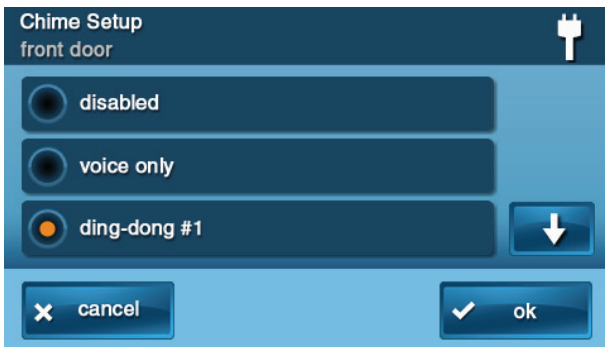 Chime Setup
front door
disabled
voice only
ding-dong #1
cancel
ok